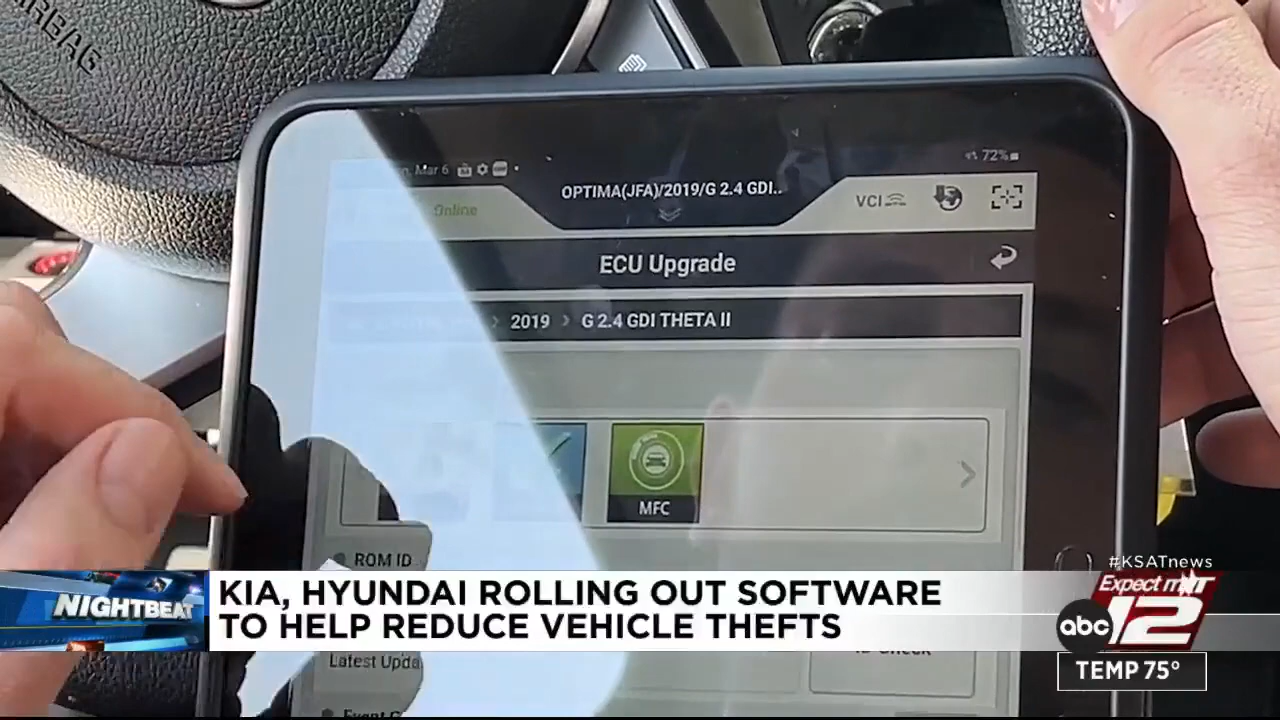 AIRBAG
Mar 6
72%
OPTIMA(JFA)/2019/G 2.4 GDI..
Online
VCI
ECU Upgrade
2019 > G 2.4 GDI THETA II
MFC
ROM ID
#KSATnews
NIGHTBEAT
KIA, HYUNDAI ROLLING OUT SOFTWARE
TO HELP REDUCE VEHICLE THEFTS
abc
12
Latest Upda
TEMP 75°